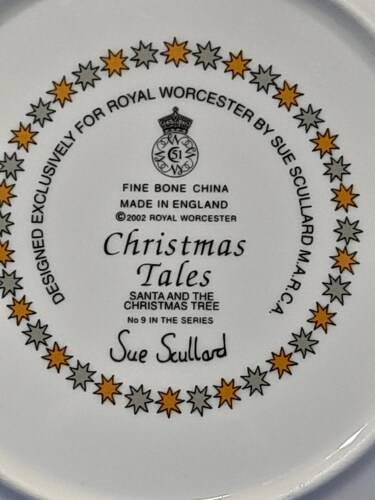 DESIGNED EXCLUSIVELY FOR ROYAL WORCESTER BY SUE SCULLARD M.A.R.C.A.
51
FINE BONE CHINA
MADE IN ENGLAND
©2002 ROYAL WORCESTER
Christmas
Tales
SANTA AND THE
CHRISTMAS TREE
No 9 IN THE SERIES
Sue Scullard